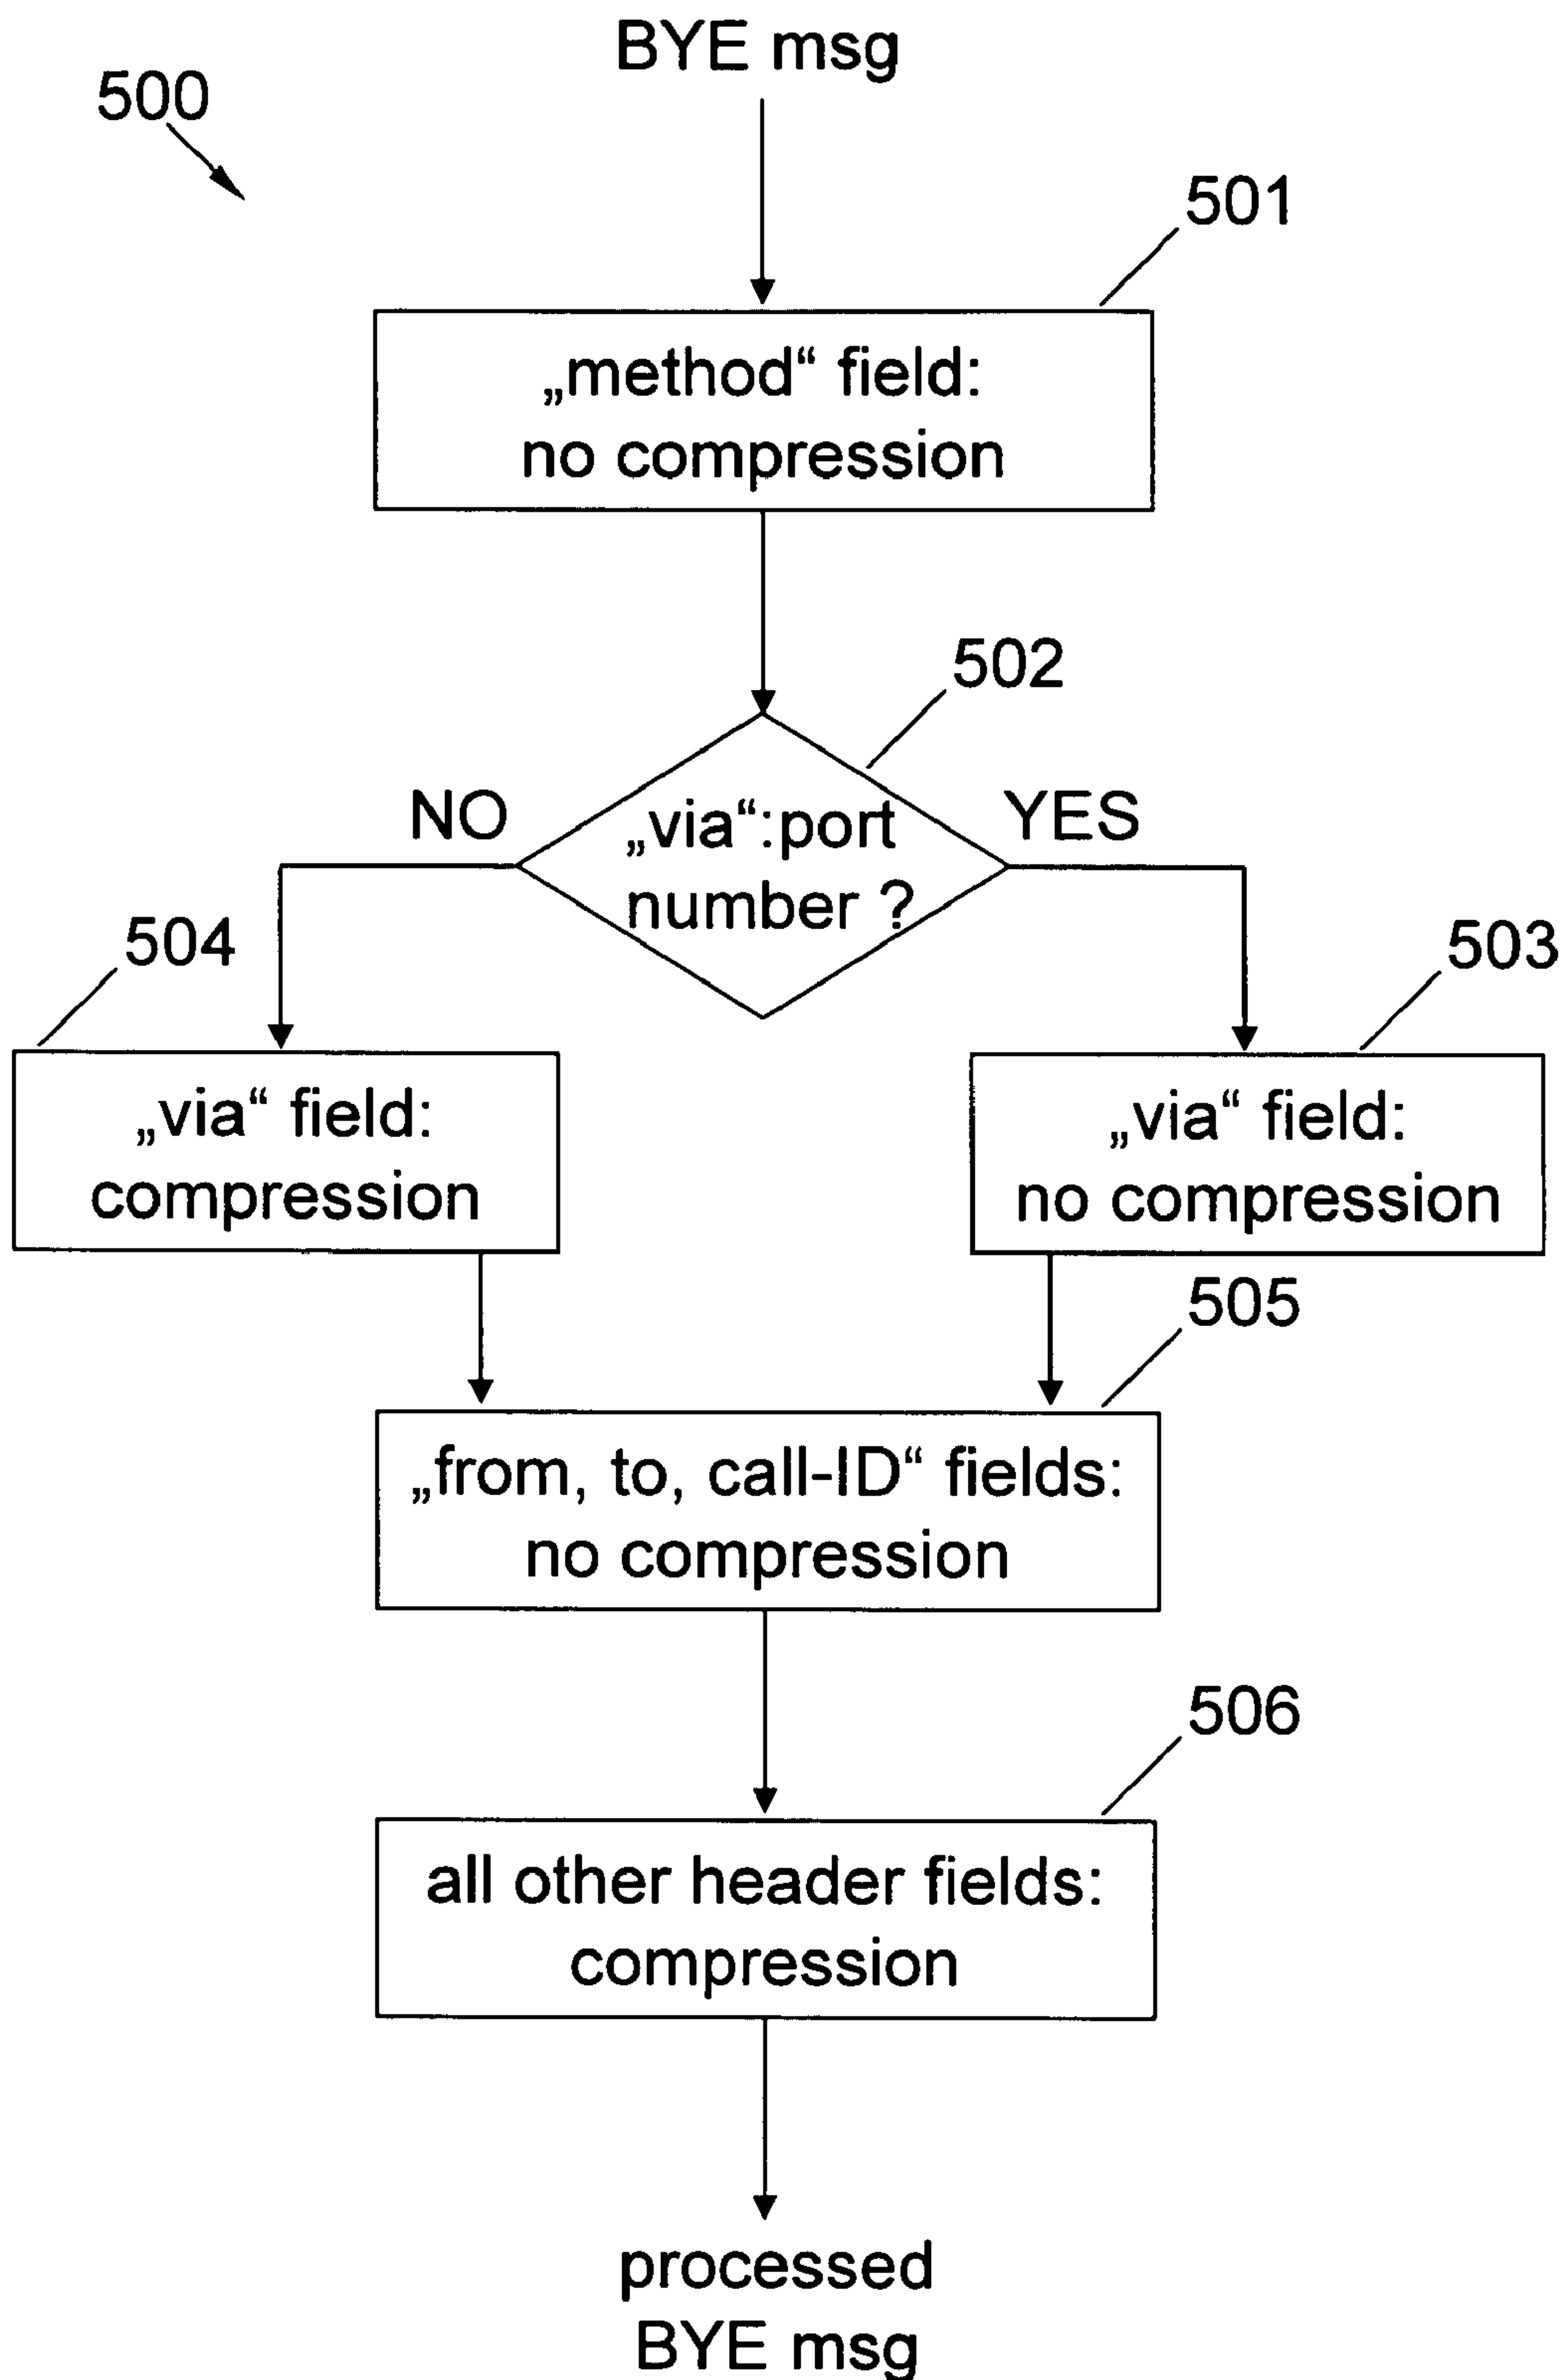 BYE msg
500
501
„method“ field:
no compression
502
NO
YES
„via“:port
number ?
504
503
„via“ field:
compression
„via“ field:
no compression
505
„from, to, call-ID“ fields:
no compression
506
all other header fields:
compression
processed
BYE msg